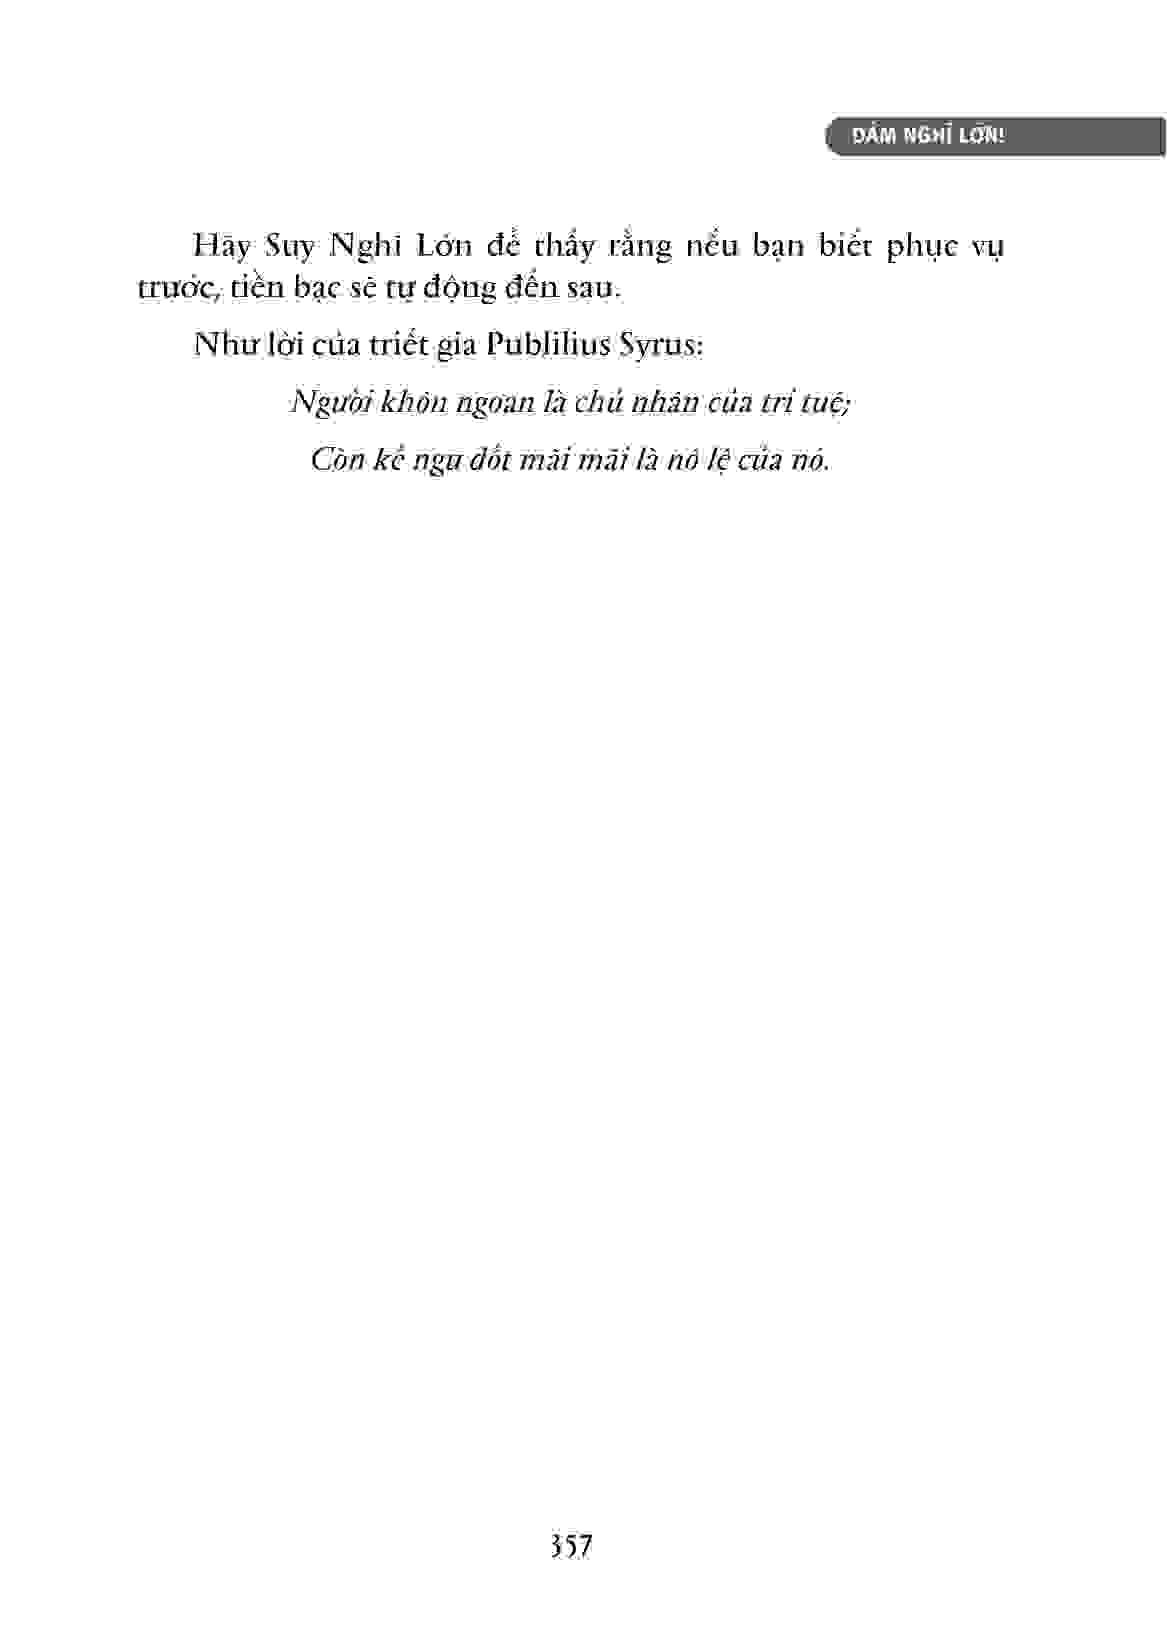 DÁM NGHĨ LỚN!
Hãy Suy Nghĩ Lớn để thấy rằng nếu bạn biết phục vụ
trước, tiền bạc sẽ tự động đến sau.
Như lời của triết gia Publilius Syrus:
Người khôn ngoan là chủ nhân của trí tuệ;
Còn kẻ ngu dốt mãi mãi là nô lệ của nó.
357